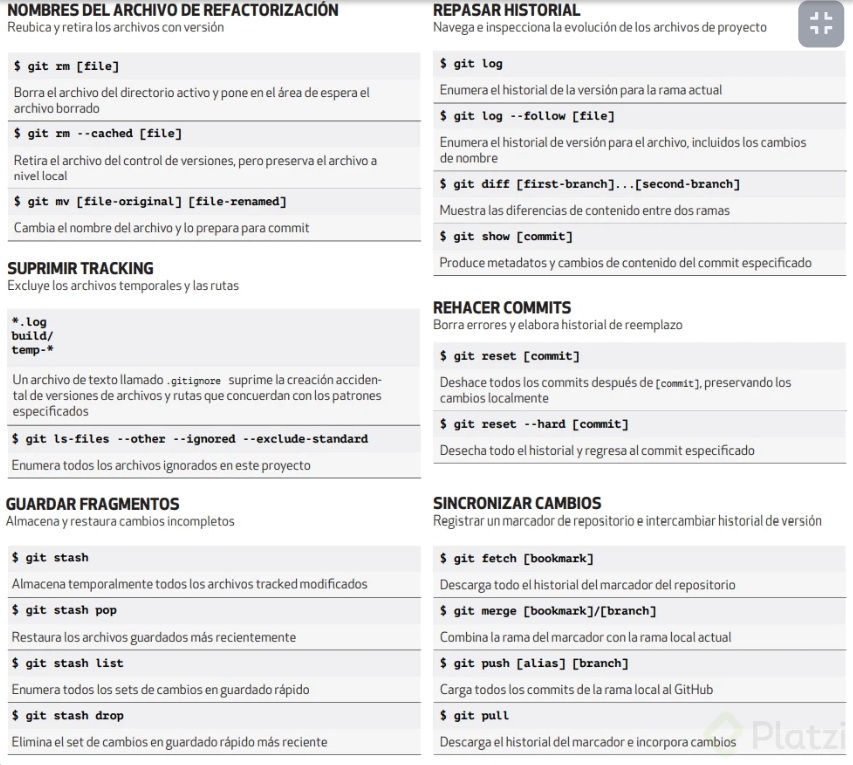 NOMBRES DEL ARCHIVO DE REFACTORIZACIÓN
Reubica y retira los archivos con versión
$ git rm [file]
Borra el archivo del directorio activo y pone en el área de espera el
archivo borrado
$ git rm --cached [file]
Retira el archivo del control de versiones, pero preserva el archivo a
nivel local
$ git mv [file-original] [file-renamed]
Cambia el nombre del archivo y lo prepara para commit
SUPRIMIR TRACKING
Excluye los archivos temporales y las rutas
*.log
build/
temp-*
Un archivo de texto llamado .gitignore suprime la creación acciden-
tal de versiones de archivos y rutas que concuerdan con los patrones
especificados
$ git ls-files --other --ignored --exclude-standard
Enumera todos los archivos ignorados en este proyecto
GUARDAR FRAGMENTOS
Almacena y restaura cambios incompletos
$ git stash
Almacena temporalmente todos los archivos tracked modificados
$ git stash pop
Restaura los archivos guardados más recientemente
$ git stash list
Enumera todos los sets de cambios en guardado rápido
$ git stash drop
Elimina el set de cambios en guardado rápido más reciente
REPASAR HISTORIAL
Navega e inspecciona la evolución de los archivos de proyecto
$ git log
Enumera el historial de la versión para la rama actual
$ git log --follow [file]
Enumera el historial de versión para el archivo, incluidos los cambios
de nombre
$ git diff [first-branch]...[second-branch]
Muestra las diferencias de contenido entre dos ramas
$ git show [commit]
Produce metadatos y cambios de contenido del commit especificado
REHACER COMMITS
Borra errores y elabora historial de reemplazo
$ git reset [commit]
Deshace todos los commits después de [commit], preservando los
cambios localmente
$ git reset --hard [commit]
Desecha todo el historial y regresa al commit especificado
SINCRONIZAR CAMBIOS
Registrar un marcador de repositorio e intercambiar historial de versión
$ git fetch [bookmark]
Descarga todo el historial del marcador del repositorio
$ git merge [bookmark]/[branch]
Combina la rama del marcador con la rama local actual
$ git push [alias] [branch]
Carga todos los commits de la rama local al GitHub
$ git pull
Descarga el historial del marcador e incorpora cambios
Platzi